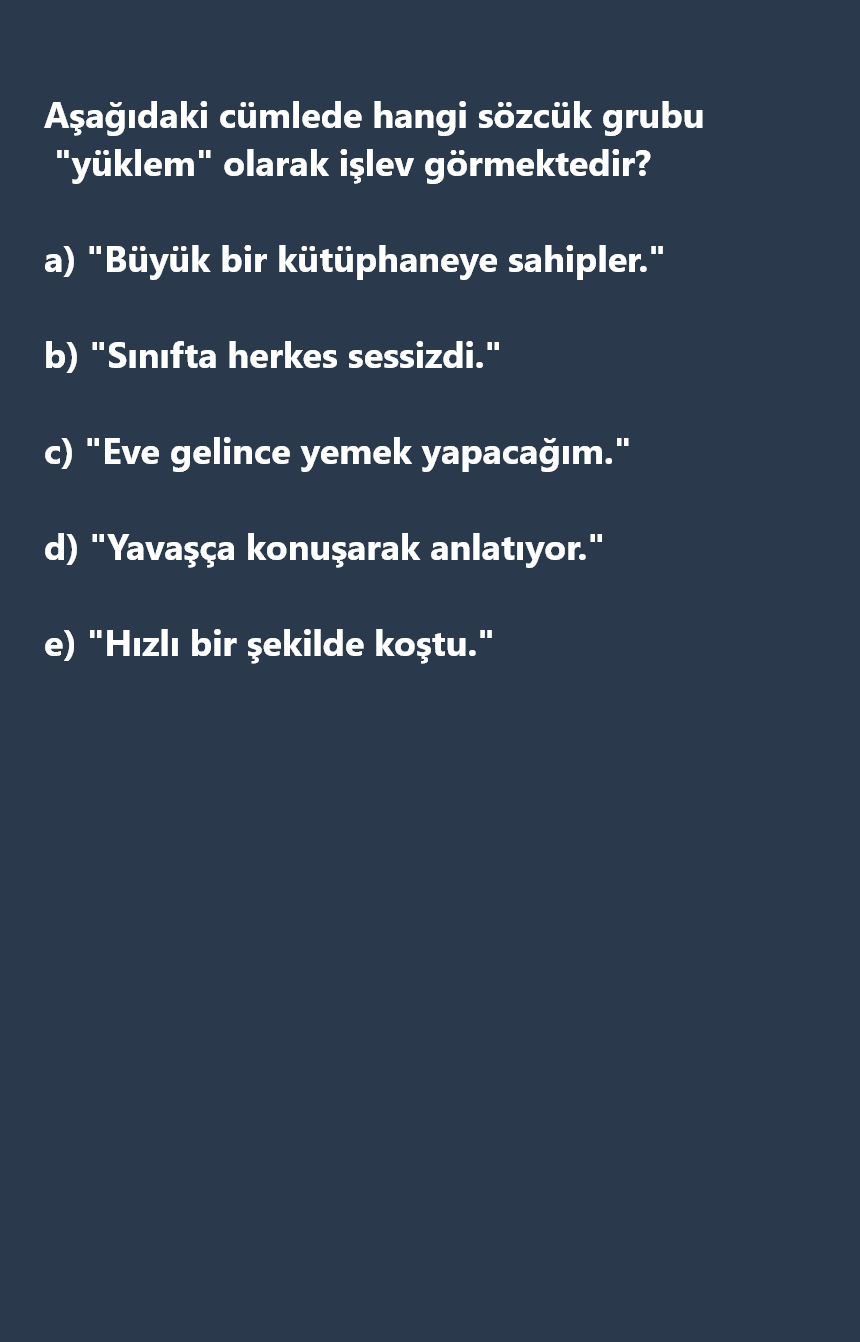 Aşağıdaki cümlede hangi sözcük grubu
"yüklem" olarak işlev görmektedir?
a) "Büyük bir kütüphaneye sahipler."
b) "Sınıfta herkes sessizdi."
c) "Eve gelince yemek yapacağım."
d) "Yavaşça konuşarak anlatıyor."
e) "Hızlı bir şekilde koştu."